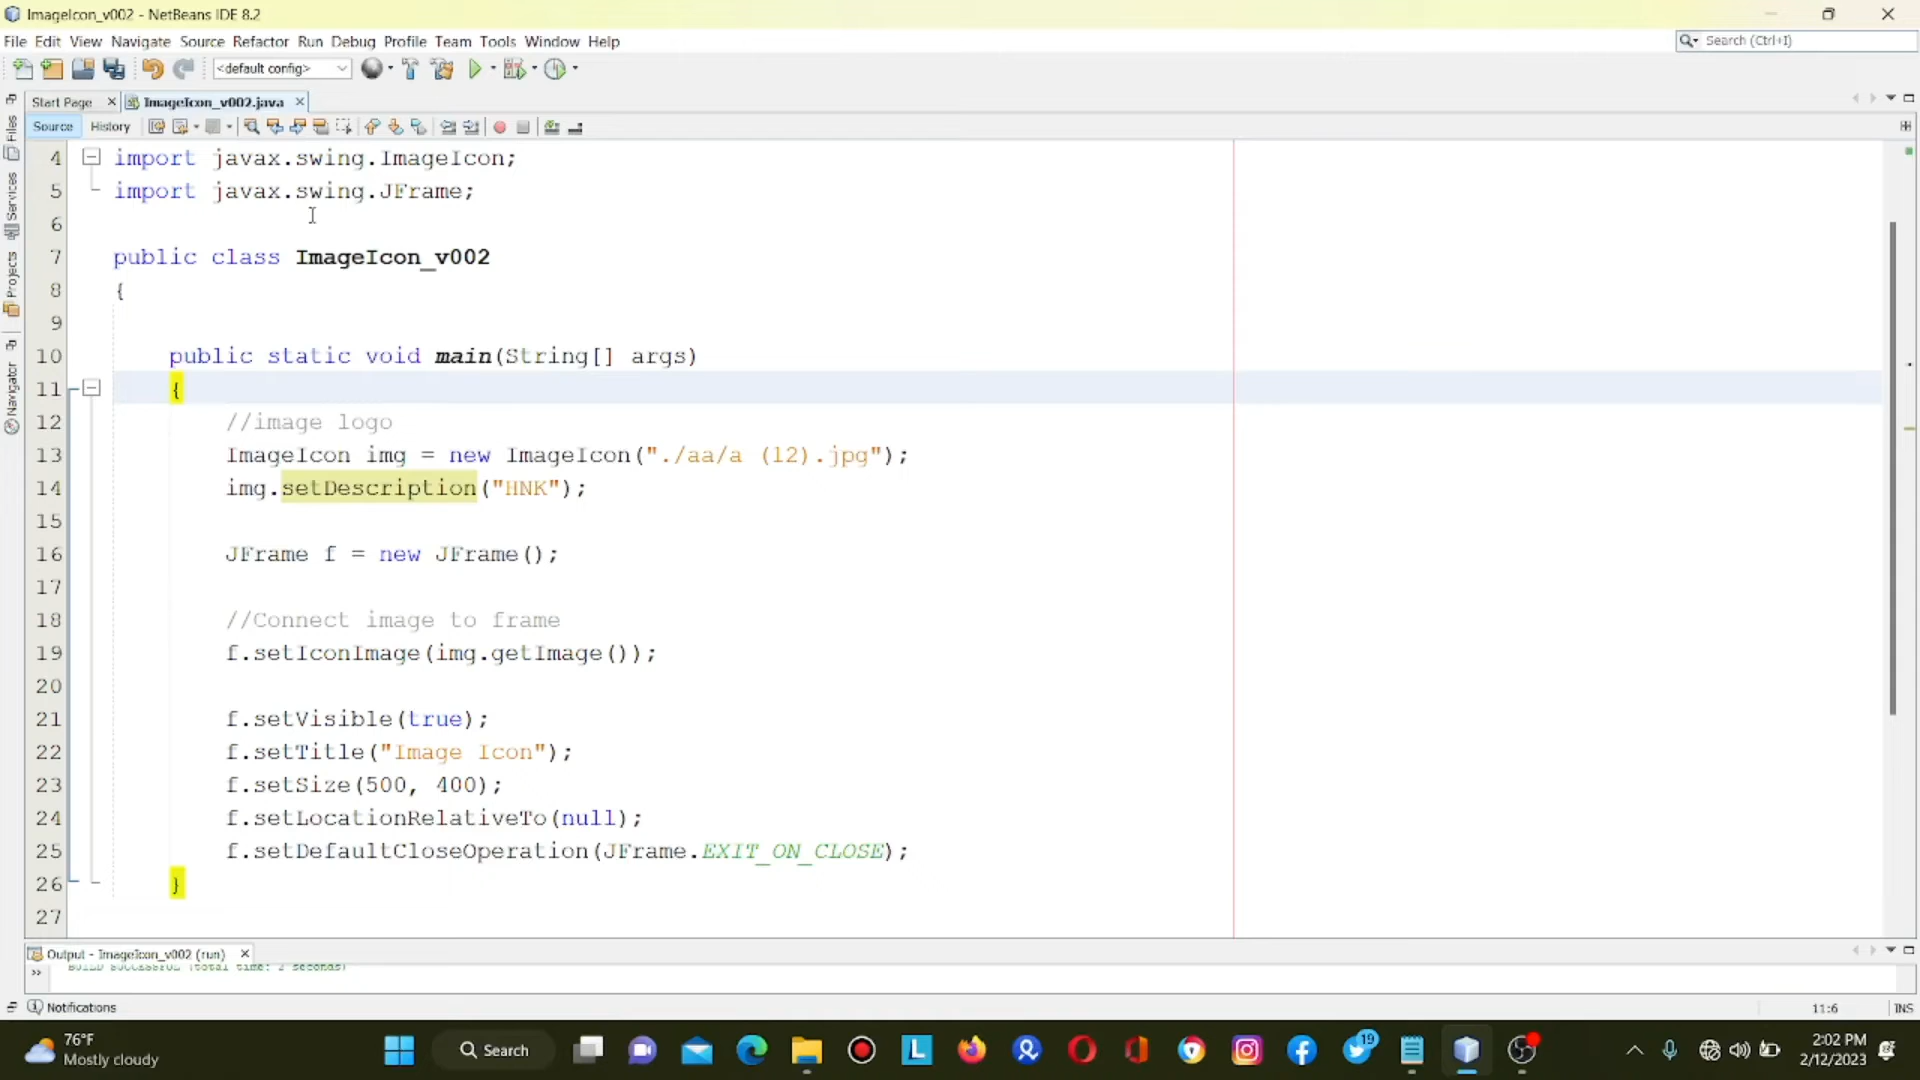 ImageIcon_v002 - NetBeans IDE 8.2
File Edit View Navigate Source Refactor Run Debug Profile Team Tools Window Help
Search (Ctrl+I)
<default config>
Start Page
ImageIcon_v002.java
Source History
Files
Services
Projects
Navigator
4 import javax.swing.ImageIcon;
5 import javax.swing.JFrame;
6
7 public class ImageIcon_v002
8 {
9
10 public static void main(String[] args)
11 {
12 //image logo
13 ImageIcon img = new ImageIcon("./aa/a (12).jpg");
14 img.setDescription("HNK");
15
16 JFrame f = new JFrame();
17
18 //Connect image to frame
19 f.setIconImage(img.getImage());
20
21 f.setVisible(true);
22 f.setTitle("Image Icon");
23 f.setSize(500, 400);
24 f.setLocationRelativeTo(null);
25 f.setDefaultCloseOperation(JFrame.EXIT_ON_CLOSE);
26 }
27
Output - ImageIcon_v002 (run)
BUILD SUCCESSFUL (total time: 2 seconds)
Notifications
11:6 INS
76°F
Mostly cloudy
Search
L
19
2:02 PM
2/12/2023